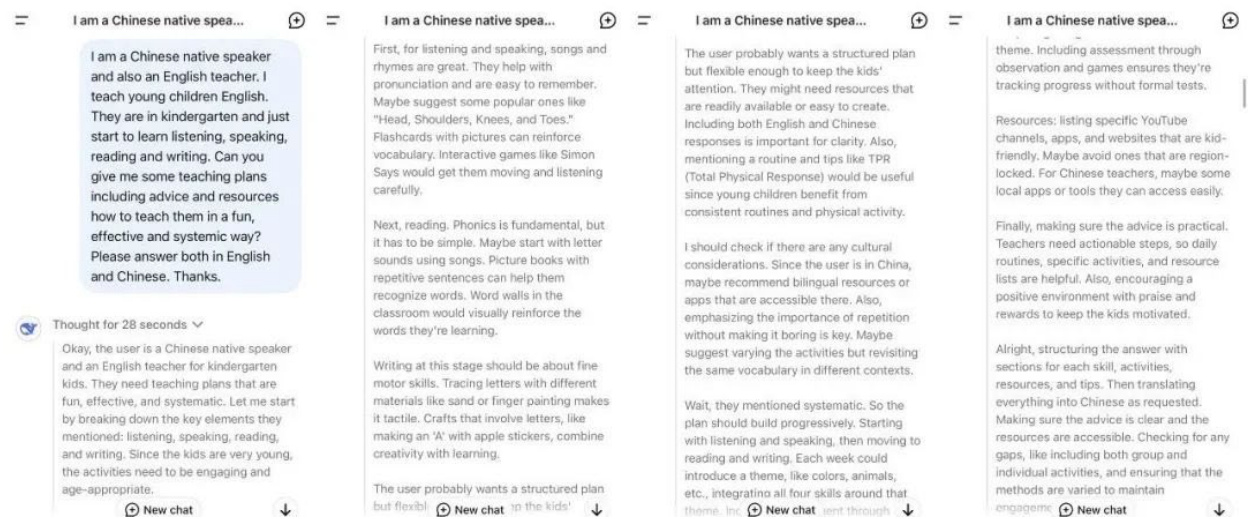 I am a Chinese native spea...
I am a Chinese native speaker
and also an English teacher. I
teach young children English.
They are in kindergarten and just
start to learn listening, speaking,
reading and writing. Can you
give me some teaching plans
including advice and resources
how to teach them in a fun,
effective and systemic way?
Please answer both in English
and Chinese. Thanks.
Thought for 28 seconds
Okay, the user is a Chinese native speaker
and an English teacher for kindergarten
kids. They need teaching plans that are
fun, effective, and systematic. Let me start
by breaking down the key elements they
mentioned: listening, speaking, reading,
and writing. Since the kids are very young,
the activities need to be engaging and
age-appropriate.
New chat
I am a Chinese native spea...
First, for listening and speaking, songs and
rhymes are great. They help with
pronunciation and are easy to remember.
Maybe suggest some popular ones like
"Head, Shoulders, Knees, and Toes."
Flashcards with pictures can reinforce
vocabulary. Interactive games like Simon
Says would get them moving and listening
carefully.
Next, reading. Phonics is fundamental, but
it has to be simple. Maybe start with letter
sounds using songs. Picture books with
repetitive sentences can help them
recognize words. Word walls in the
classroom would visually reinforce the
words they're learning.
Writing at this stage should be about fine
motor skills. Tracing letters with different
materials like sand or finger painting makes
it tactile. Crafts that involve letters, like
making an 'A' with apple stickers, combine
creativity with learning.
The user probably wants a structured plan
but flexibl
the kids'
New chat
I am a Chinese native spea...
The user probably wants a structured plan
but flexible enough to keep the kids'
attention. They might need resources that
are readily available or easy to create.
Including both English and Chinese
responses is important for clarity. Also,
mentioning a routine and tips like TPR
(Total Physical Response) would be useful
since young children benefit from
consistent routines and physical activity.
I should check if there are any cultural
considerations. Since the user is in China,
maybe recommend bilingual resources or
apps that are accessible there. Also,
emphasizing the importance of repetition
without making it boring is key. Maybe
suggest varying the activities but revisiting
the same vocabulary in different contexts.
Wait, they mentioned systematic. So the
plan should build progressively. Starting
with listening and speaking, then moving to
reading and writing. Each week could
introduce a theme, like colors, animals,
etc., integrating all four skills around that
theme. through
New chat
I am a Chinese native spea...
theme. Including assessment through
observation and games ensures they're
tracking progress without formal tests.
Resources: listing specific YouTube
channels, apps, and websites that are kid-
friendly. Maybe avoid ones that are region-
locked. For Chinese teachers, maybe some
local apps or tools they can access easily.
Finally, making sure the advice is practical.
Teachers need actionable steps, so daily
routines, specific activities, and resource
lists are helpful. Also, encouraging a
positive environment with praise and
rewards to keep the kids motivated.
Alright, structuring the answer with
sections for each skill, activities,
resources, and tips. Then translating
everything into Chinese as requested.
Making sure the advice is clear and the
resources are accessible. Checking for any
gaps, like including both group and
individual activities, and ensuring that the
methods are varied to maintain
New chat